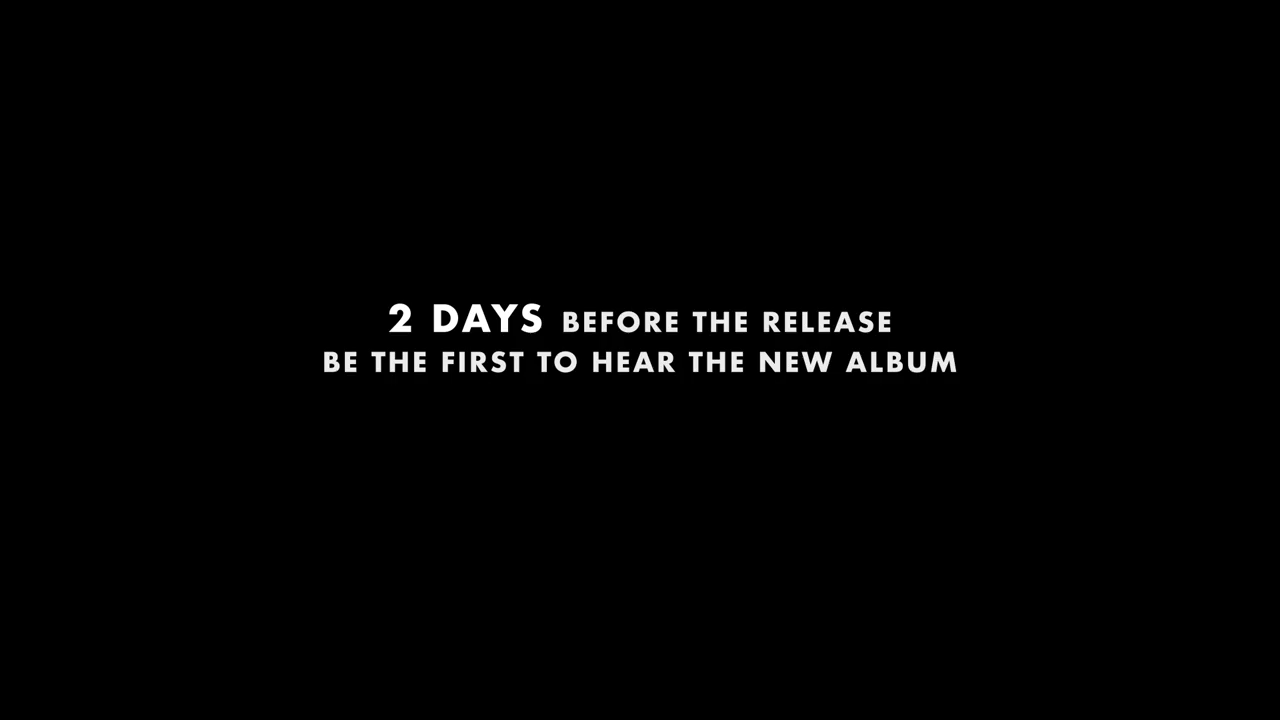 2 DAYS BEFORE THE RELEASE
BE THE FIRST TO HEAR THE NEW ALBUM